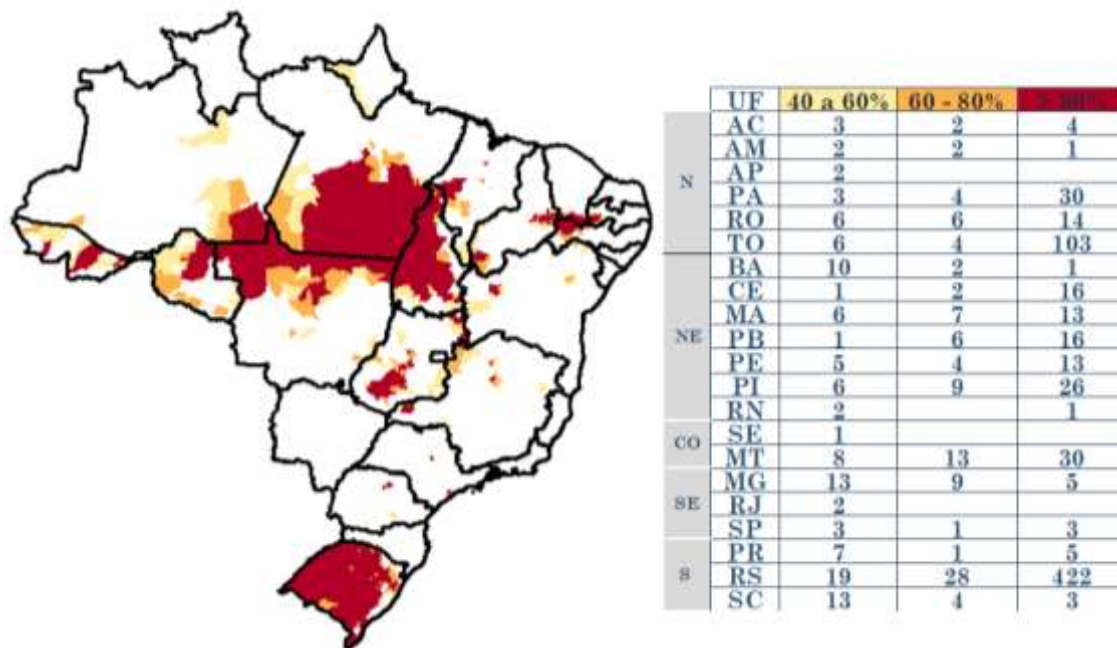 UF 40 a 60% 60 - 80% > 80%
N
AC 3 2 4
AM 2 2 1
AP 2
PA 3 4 30
RO 6 6 14
TO 6 4 103
NE
BA 10 2 1
CE 1 2 16
MA 6 7 13
PB 1 6 16
PE 5 4 13
PI 6 9 26
RN 2 1
CO
SE 1
MT 8 13 30
SE
MG 13 9 5
RJ 2
SP 3 1 3
S
PR 7 1 5
RS 19 28 422
SC 13 4 3